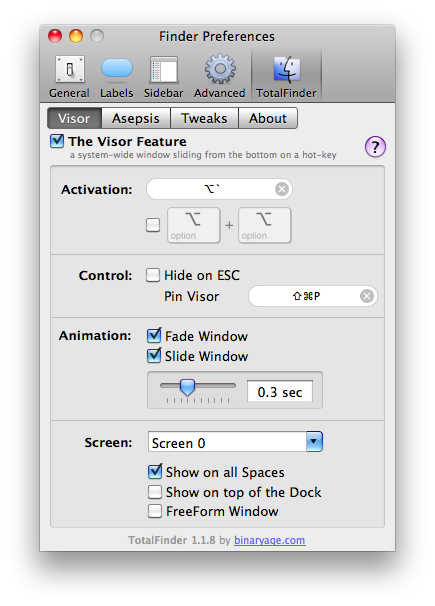 Finder Preferences
General Labels Sidebar Advanced TotalFinder
Visor Asepsis Tweaks About
The Visor Feature
a system-wide window sliding from the bottom on a hot-key
?
Activation: ⌥`
⌥ + ⌥
option option
Control: Hide on ESC
Pin Visor ⇧⌘P
Animation: Fade Window
Slide Window
0.3 sec
Screen: Screen 0
Show on all Spaces
Show on top of the Dock
FreeForm Window
TotalFinder 1.1.8 by binaryage.com